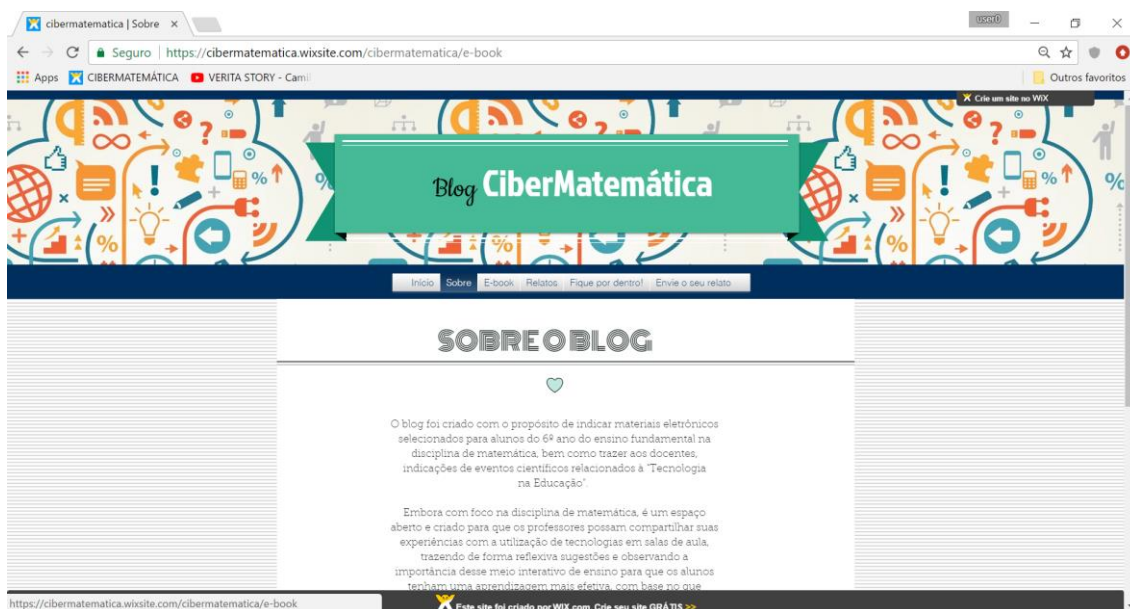 cibermatematica | Sobre
user0
Seguro | https://cibermatematica.wixsite.com/cibermatematica/e-book
Apps CIBERMATEMÁTICA VERITA STORY - Cami
Outros favoritos
Crie um site no WiX
Blog CiberMatemática
Início Sobre E-book Relatos Fique por dentro! Envie o seu relato
SOBRE O BLOG
O blog foi criado com o propósito de indicar materiais eletrônicos
selecionados para alunos do 6º ano do ensino fundamental na
disciplina de matemática, bem como trazer aos docentes,
indicações de eventos científicos relacionados à "Tecnologia
na Educação".
Embora com foco na disciplina de matemática, é um espaço
aberto e criado para que os professores possam compartilhar suas
experiências com a utilização de tecnologias em salas de aula,
trazendo de forma reflexiva sugestões e observando a
importância desse meio interativo de ensino para que os alunos
tenham uma aprendizagem mais efetiva, com base no que
https://cibermatematica.wixsite.com/cibermatematica/e-book
Este site foi criado por WIX.com. Crie seu site GRÁTIS >>